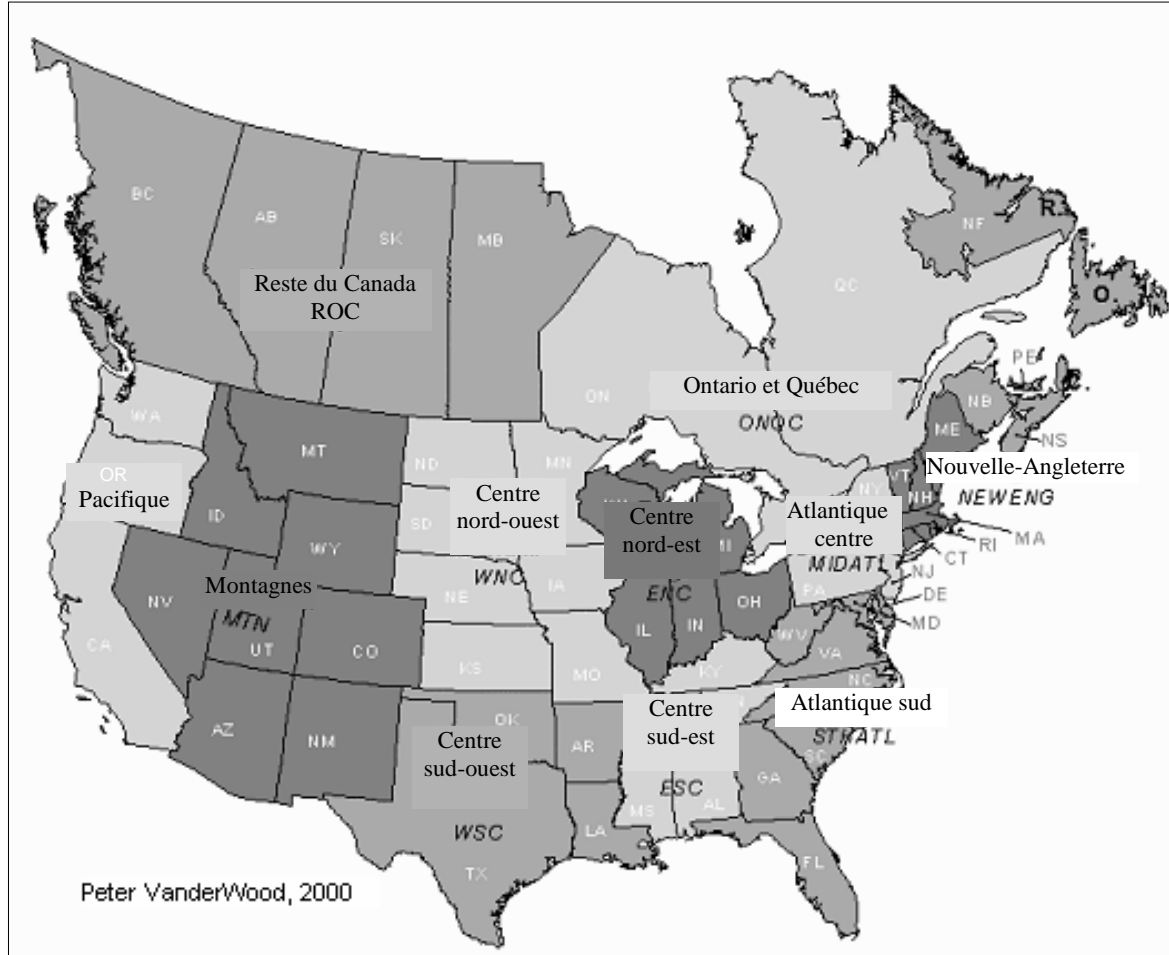 BC
AB
SK
MB
NF
R.
QC
O.
Reste du Canada
ROC
PE
C.
ON
Ontario et Québec
ONQC
NB
NS
WA
MT
ND
MN
ME
VT
NH
NY
Nouvelle-Angleterre
NEWENG
OR
Pacifique
ID
SD
Centre
nord-ouest
Centre
nord-est
MI
Atlantique
centre
MIDATL
MA
RI
CT
WY
WNC
IA
NE
ENC
OH
PA
NJ
DE
MD
Montagnes
MTN
NV
UT
CO
CA
KS
MO
IL
IN
WV
VA
KY
NC
AZ
NM
OK
AR
Centre
sud-ouest
Centre
sud-est
Atlantique sud
STHATL
SC
GA
ESC
MS
AL
WSC
LA
TX
FL
Peter VanderWood, 2000